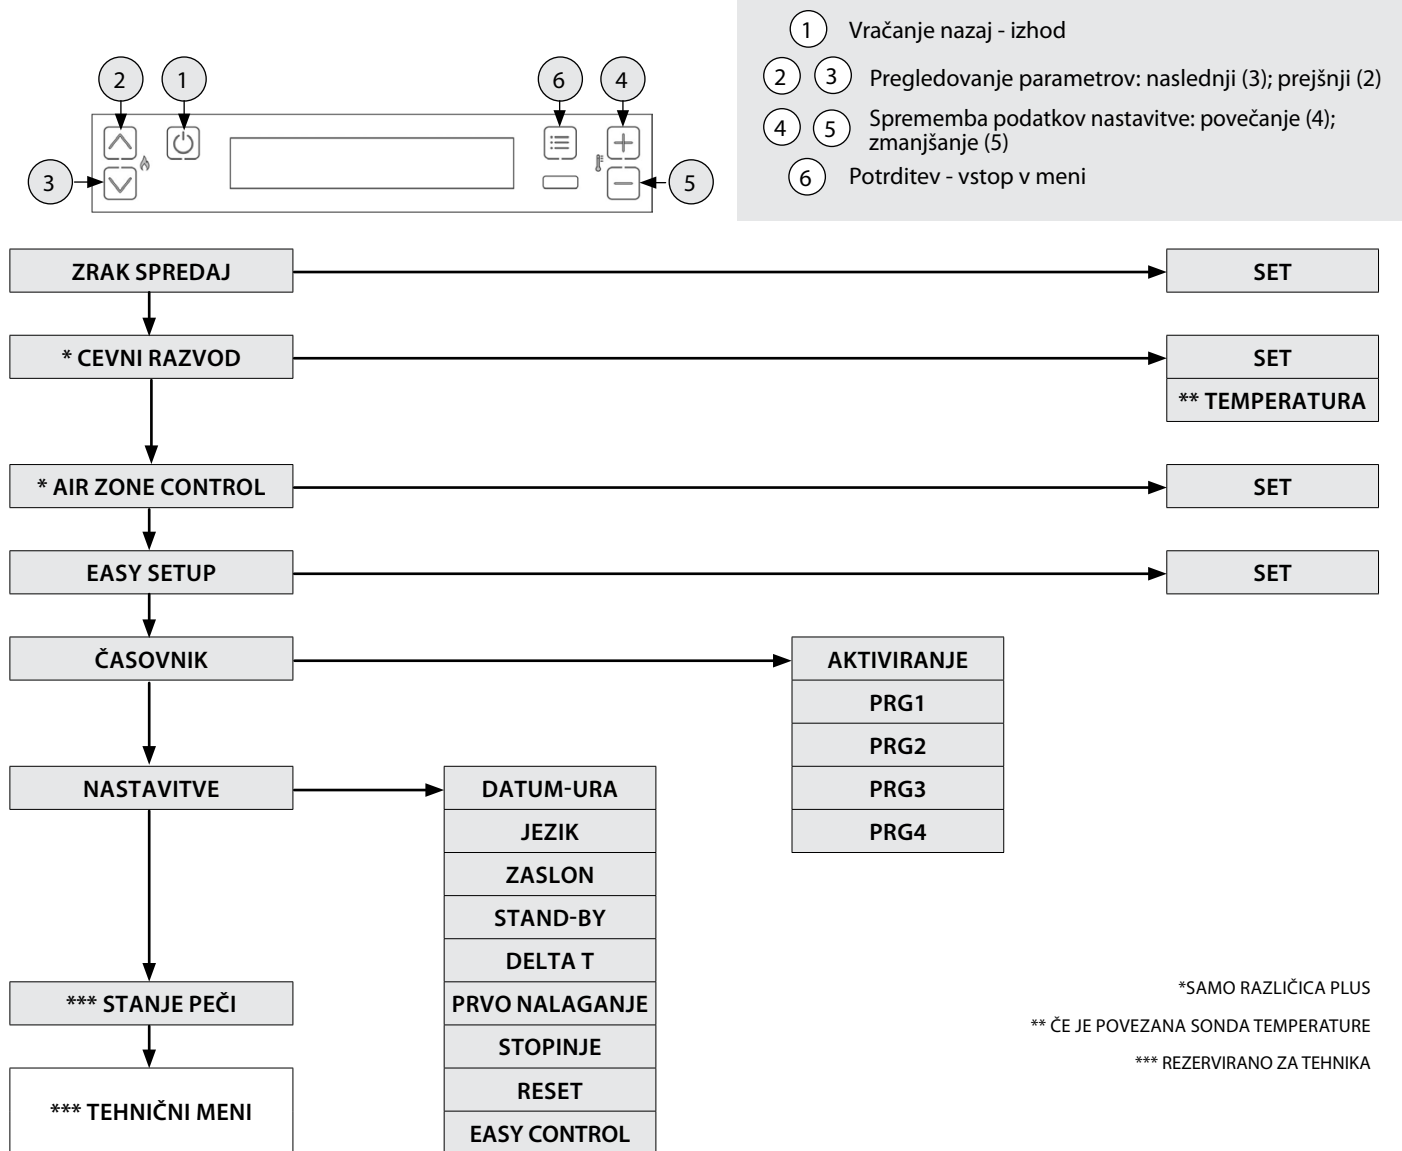 1 Vračanje nazaj - izhod
2 3 Pregledovanje parametrov: naslednji (3); prejšnji (2)
4 5 Sprememba podatkov nastavitve: povečanje (4);
zmanjšanje (5)
6 Potrditev - vstop v meni
2 1 6 4
3 5
ZRAK SPREDAJ SET
* CEVNI RAZVOD SET
** TEMPERATURA
* AIR ZONE CONTROL SET
EASY SETUP SET
ČASOVNIK AKTIVIRANJE
PRG1
PRG2
NASTAVITVE DATUM-URA PRG3
JEZIK PRG4
ZASLON
STAND-BY
DELTA T
*** STANJE PEČI PRVO NALAGANJE *SAMO RAZLIČICA PLUS
** ČE JE POVEZANA SONDA TEMPERATURE
STOPINJE
*** REZERVIRANO ZA TEHNIKA
RESET
*** TEHNIČNI MENI
EASY CONTROL